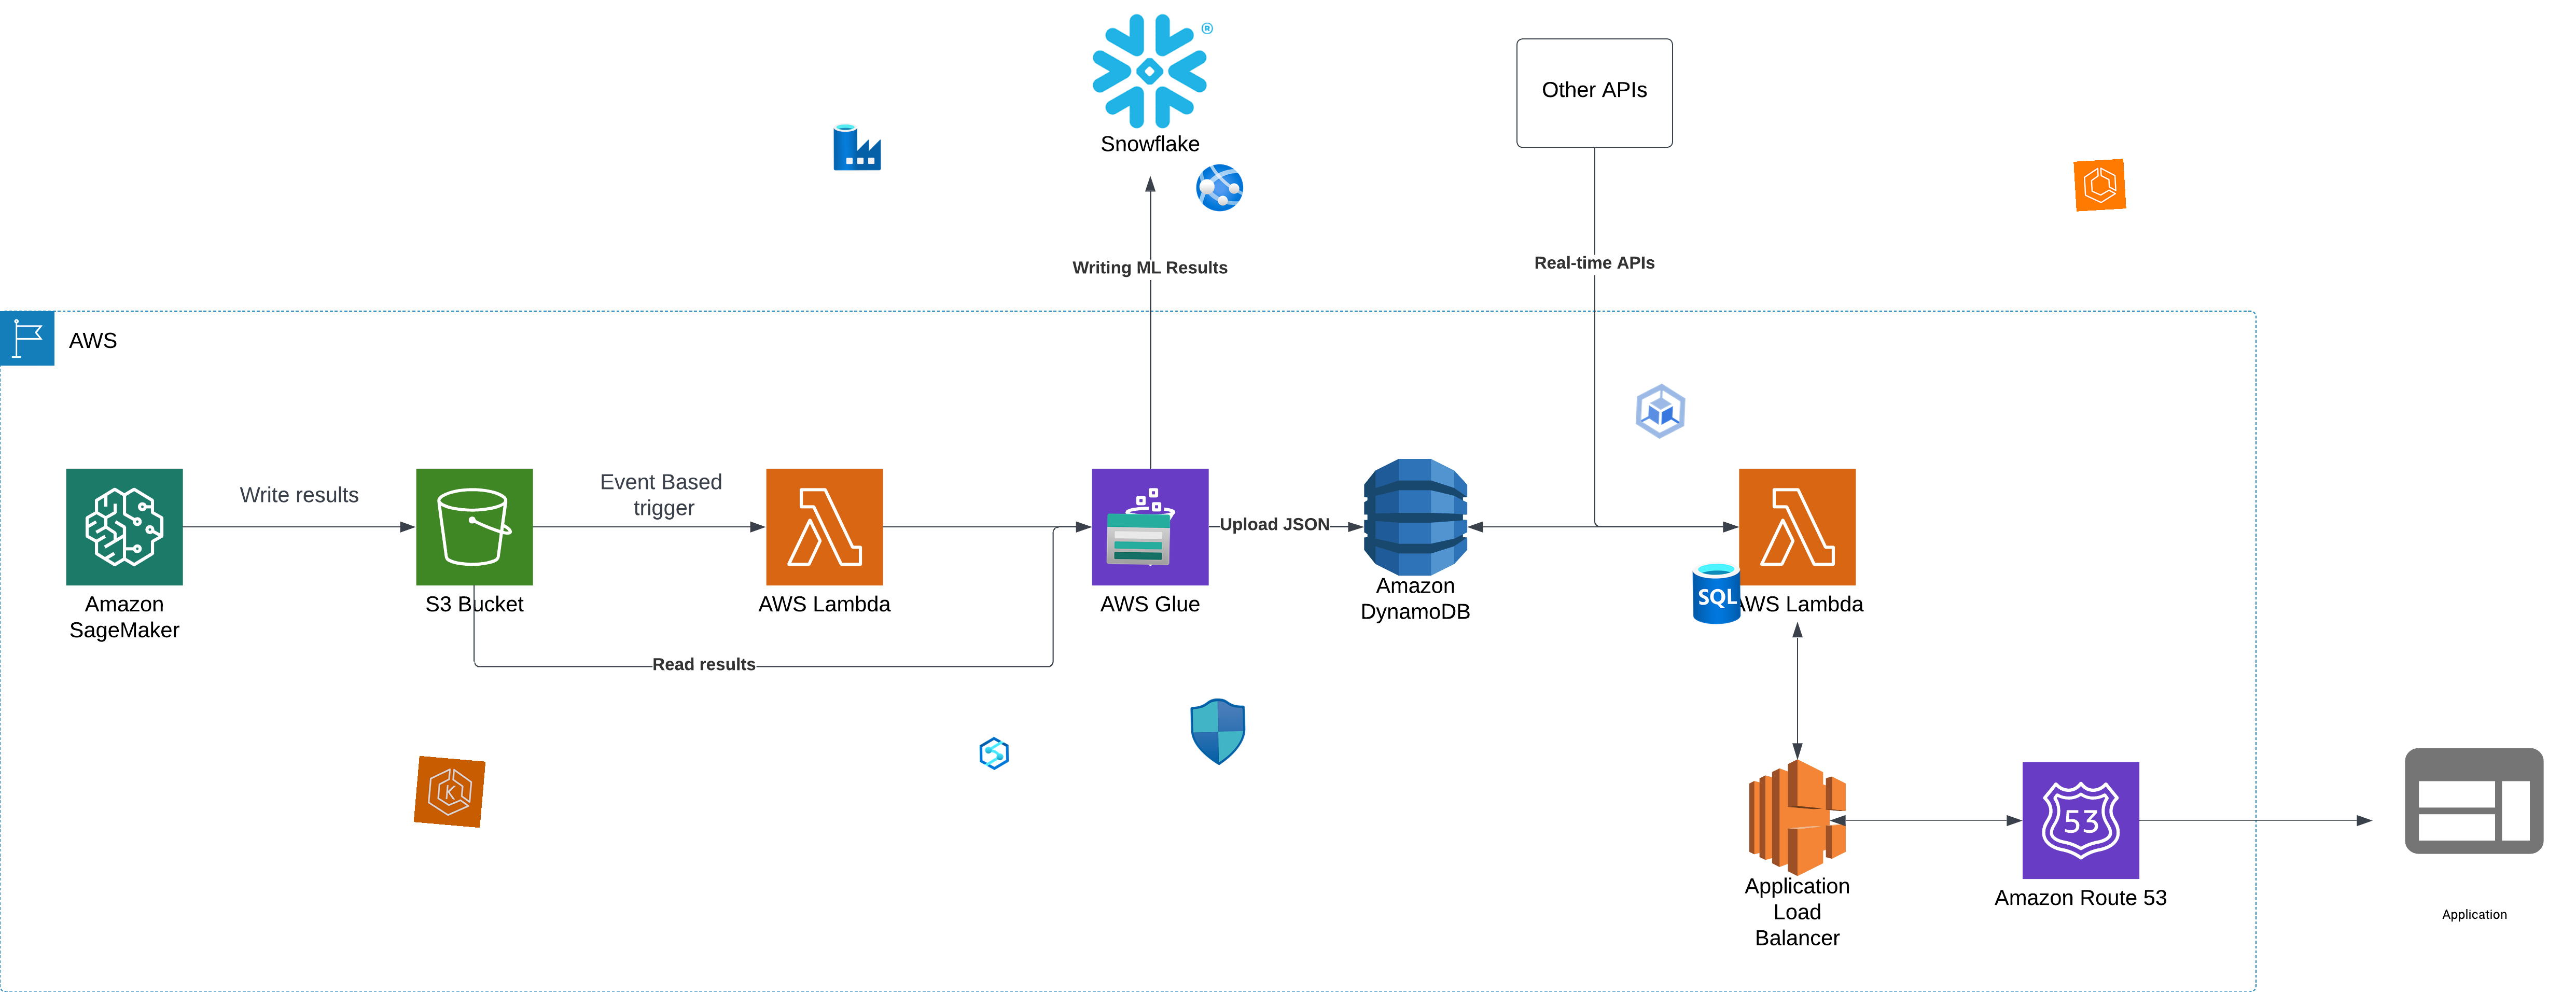 ®
Snowflake
Other APIs
Writing ML Results
Real-time APIs
AWS
Write results
Event Based
trigger
Upload JSON
Amazon
SageMaker
S3 Bucket
AWS Lambda
AWS Glue
Amazon
DynamoDB
SQL
AWS Lambda
Read results
K
53
Application
Load
Balancer
Amazon Route 53
Application